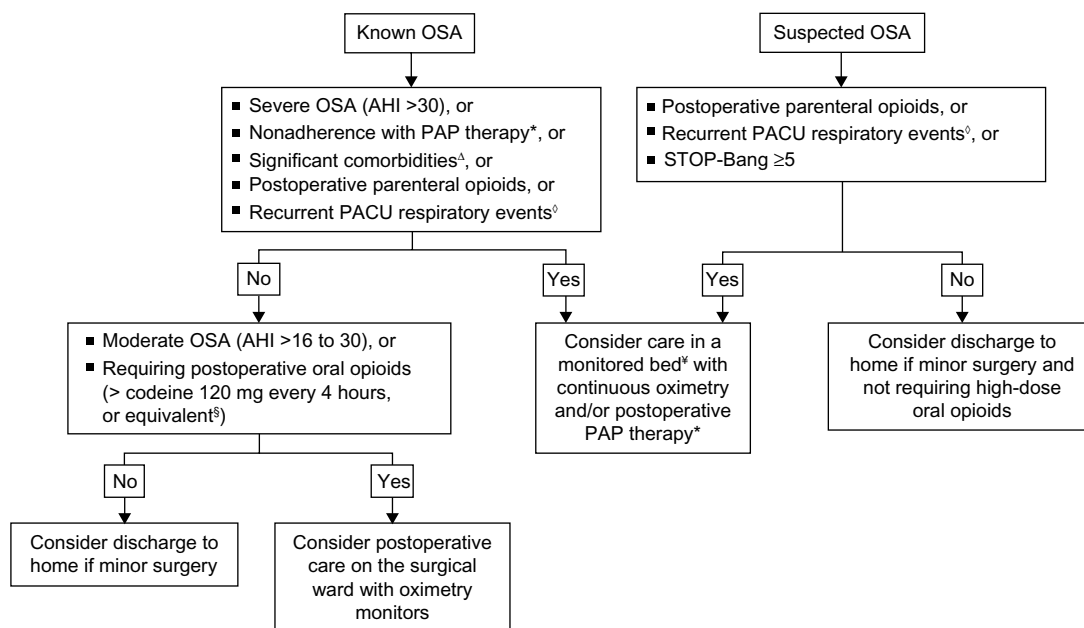 Known OSA
Suspected OSA
▪ Severe OSA (AHI >30), or
▪ Nonadherence with PAP therapy*, or
▪ Significant comorbidities^Δ, or
▪ Postoperative parenteral opioids, or
▪ Recurrent PACU respiratory events^◊
▪ Postoperative parenteral opioids, or
▪ Recurrent PACU respiratory events^◊, or
▪ STOP-Bang ≥5
No
Yes
Yes
No
▪ Moderate OSA (AHI >16 to 30), or
▪ Requiring postoperative oral opioids
(> codeine 120 mg every 4 hours,
or equivalent^§)
Consider care in a
monitored bed^¥ with
continuous oximetry
and/or postoperative
PAP therapy*
Consider discharge to
home if minor surgery and
not requiring high-dose
oral opioids
No
Yes
Consider discharge to
home if minor surgery
Consider postoperative
care on the surgical
ward with oximetry
monitors